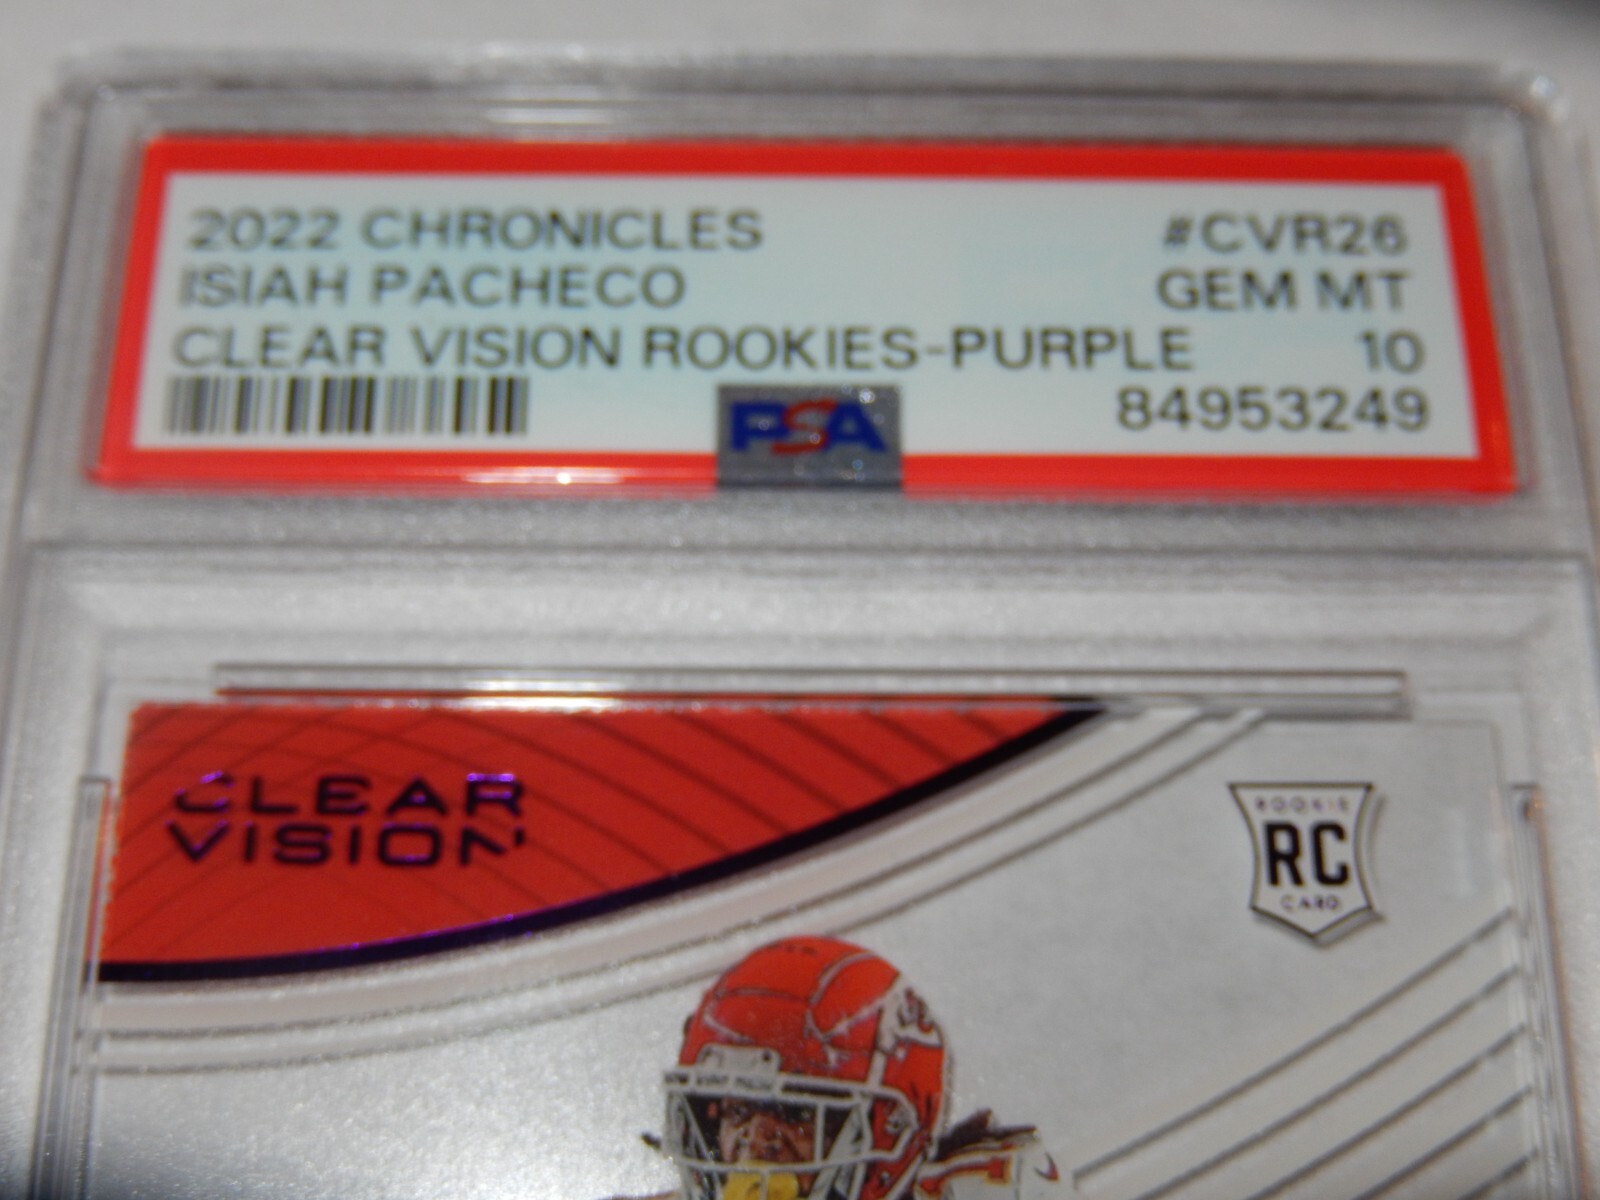 2022 CHRONICLES #CVR26
ISIAH PACHECO GEM MT
CLEAR VISION ROOKIES-PURPLE 10
PSA 84953249
CLEAR
VISION
ROOKIE
RC
CARD